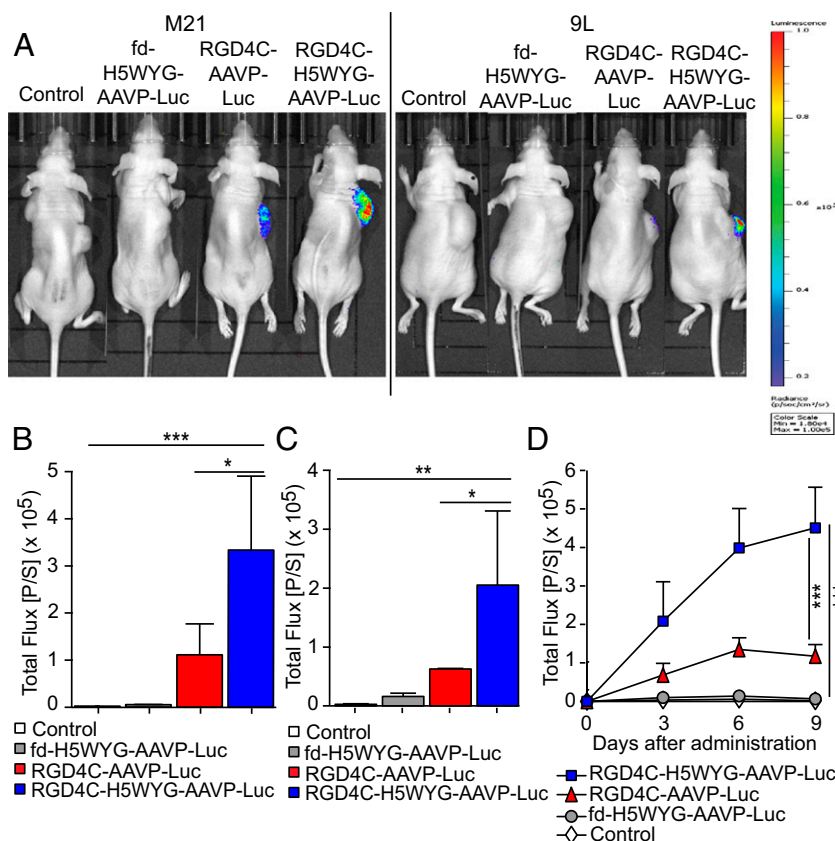 A
M21
9L
Control
fd-
H5WYG-
AAVP-Luc
RGD4C-
AAVP-
Luc
RGD4C-
H5WYG-
AAVP-Luc
Control
fd-
H5WYG-
AAVP-Luc
RGD4C-
AAVP-
Luc
RGD4C-
H5WYG-
AAVP-Luc
Luminescence
1.0
0.8
0.6
0.4
0.2
Radiance
(p/sec/cm²/sr)
Color Scale
Min = 1.80e4
Max = 1.00e5
B
***
*
Total Flux [P/S] (x 10⁵)
5
4
3
2
1
0
Control
fd-H5WYG-AAVP-Luc
RGD4C-AAVP-Luc
RGD4C-H5WYG-AAVP-Luc
C
**
*
Total Flux [P/S] (x 10⁵)
4
3
2
1
0
Control
fd-H5WYG-AAVP-Luc
RGD4C-AAVP-Luc
RGD4C-H5WYG-AAVP-Luc
D
Total Flux [P/S] (x 10⁵)
6
5
4
3
2
1
0
***
0 3 6 9
Days after administration
RGD4C-H5WYG-AAVP-Luc
RGD4C-AAVP-Luc
fd-H5WYG-AAVP-Luc
Control